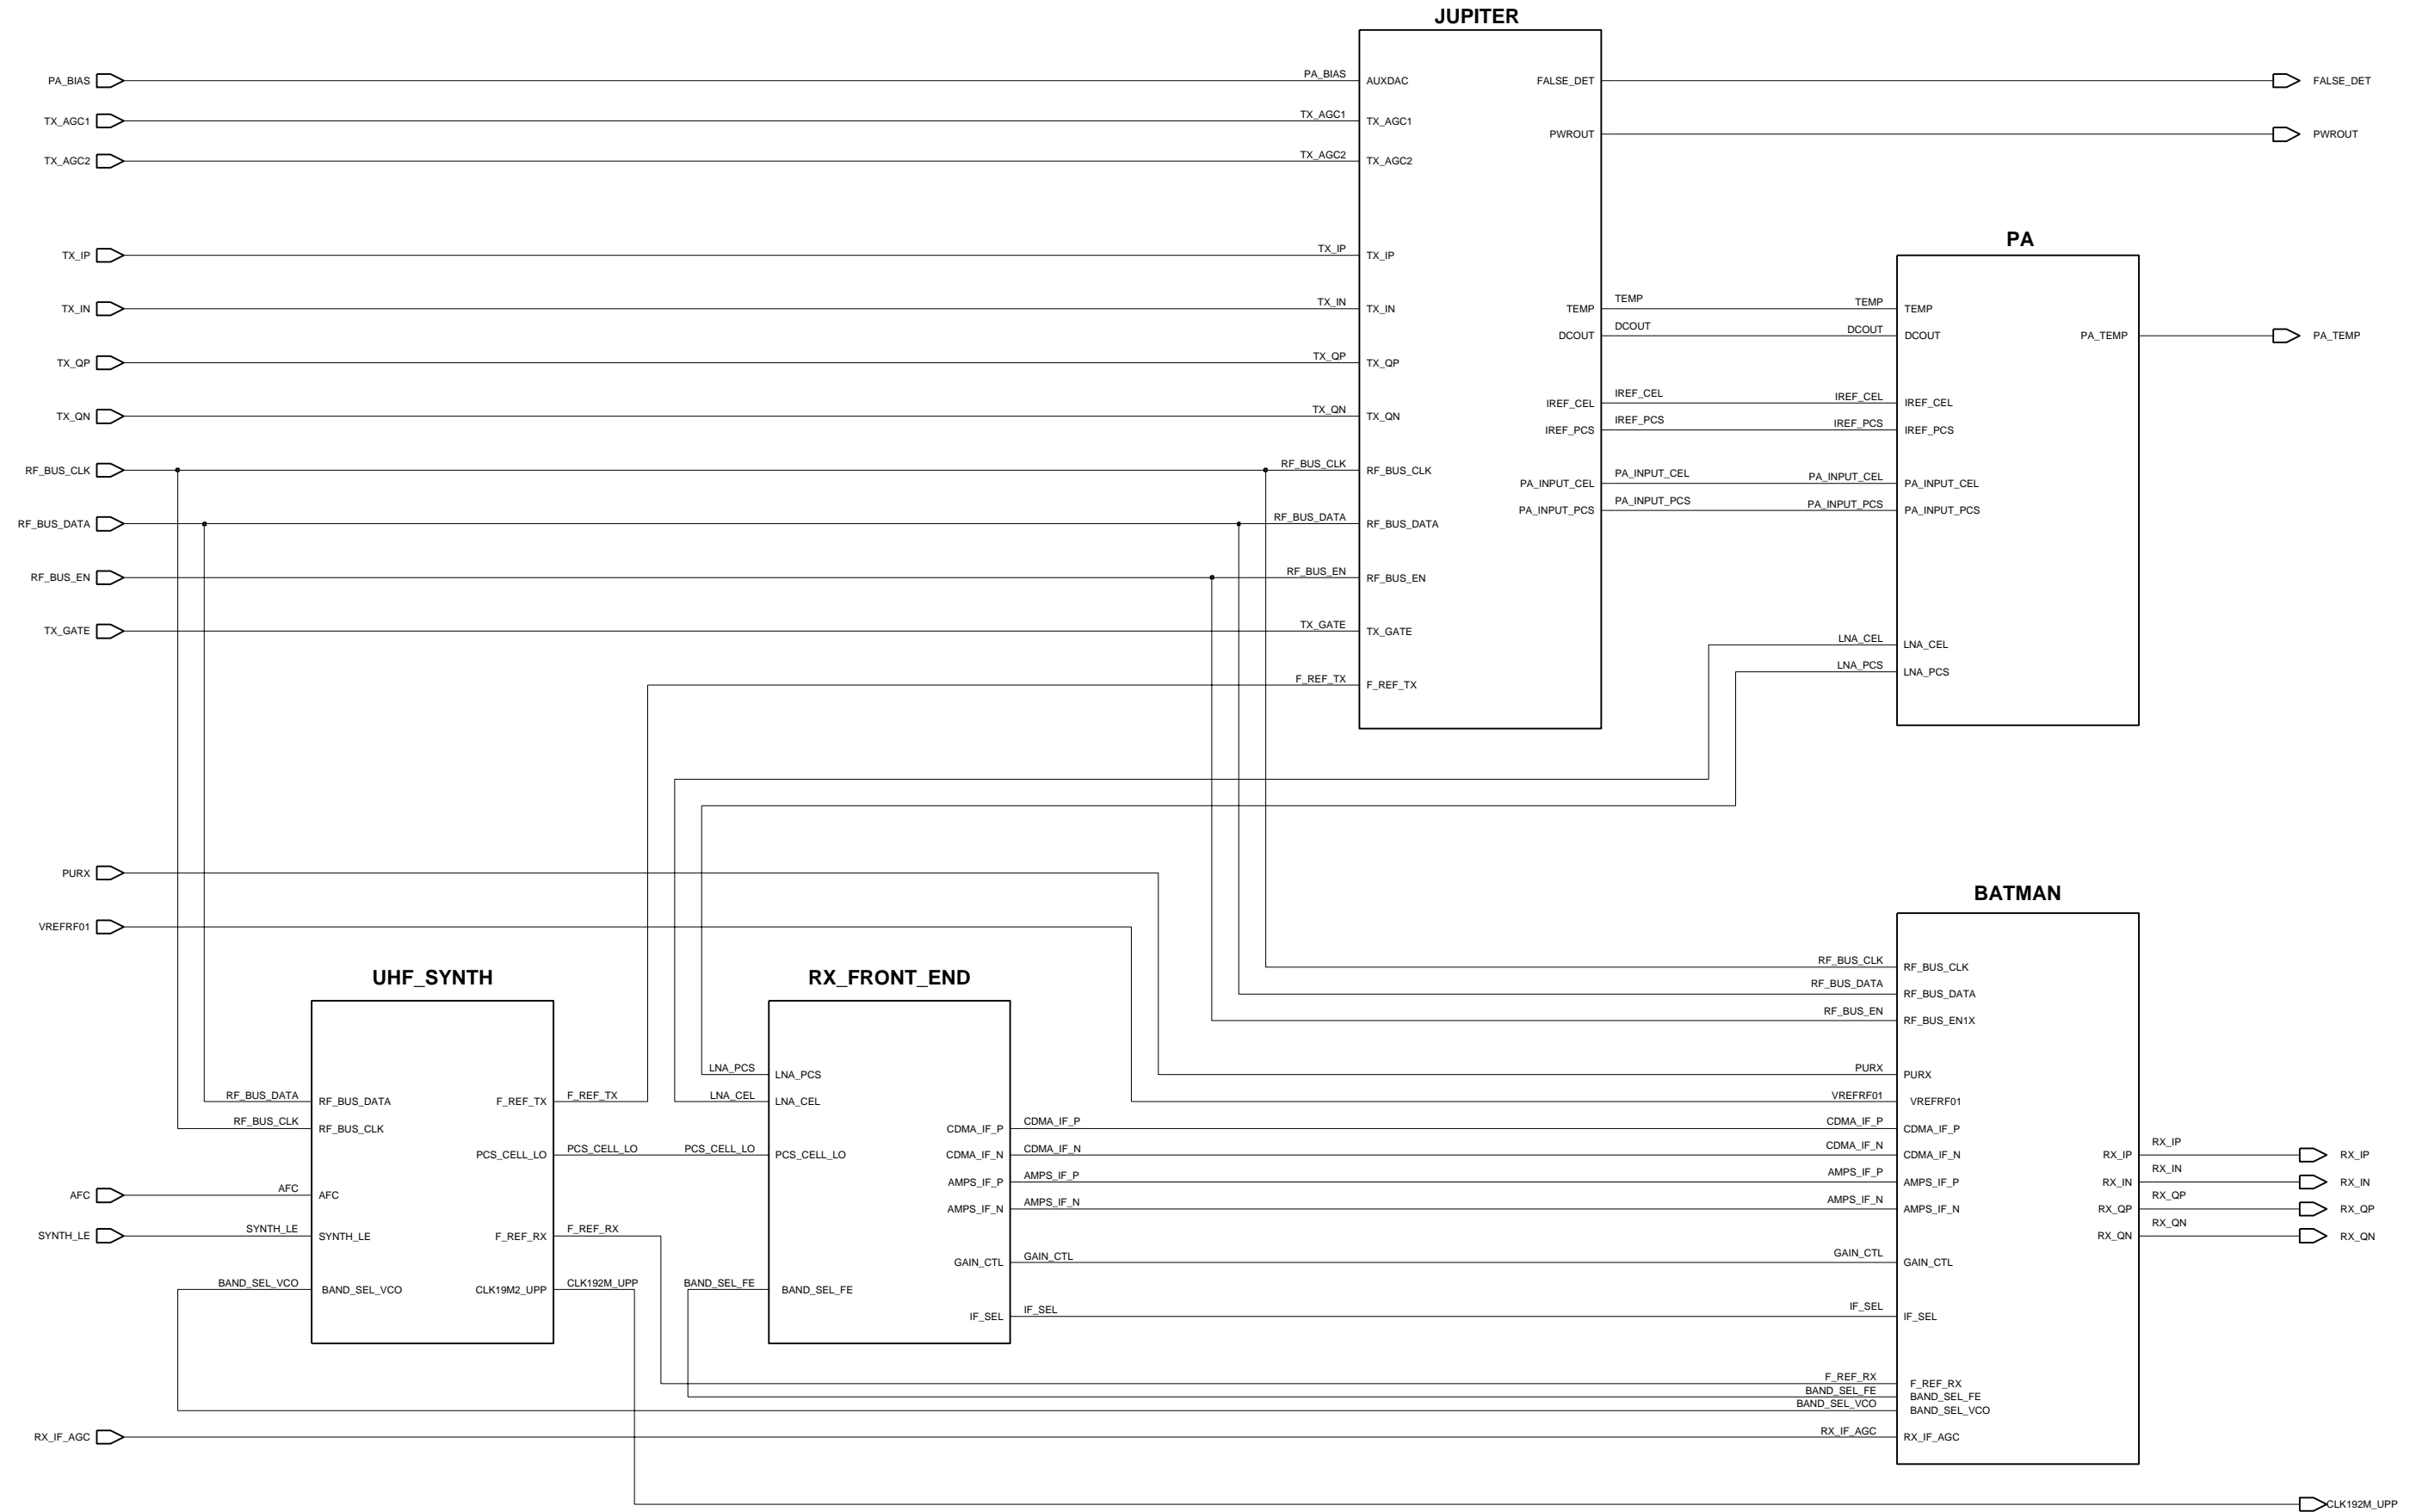 JUPITER
PA_BIAS PA_BIAS AUXDAC FALSE_DET FALSE_DET
TX_AGC1 TX_AGC1 TX_AGC1
PWROUT PWROUT
TX_AGC2 TX_AGC2 TX_AGC2
PA
TX_IP TX_IP TX_IP
TX_IN TX_IN TX_IN TEMP TEMP TEMP TEMP
DCOUT DCOUT DCOUT DCOUT PA_TEMP PA_TEMP
TX_QP TX_QP TX_QP
IREF_CEL IREF_CEL IREF_CEL IREF_CEL
TX_QN TX_QN TX_QN
IREF_PCS IREF_PCS IREF_PCS IREF_PCS
RF_BUS_CLK RF_BUS_CLK RF_BUS_CLK
PA_INPUT_CEL PA_INPUT_CEL PA_INPUT_CEL PA_INPUT_CEL
PA_INPUT_PCS PA_INPUT_PCS PA_INPUT_PCS PA_INPUT_PCS
RF_BUS_DATA RF_BUS_DATA RF_BUS_DATA
RF_BUS_EN RF_BUS_EN RF_BUS_EN
TX_GATE TX_GATE TX_GATE
LNA_CEL LNA_CEL
LNA_PCS LNA_PCS
F_REF_TX F_REF_TX
PURX
BATMAN
VREFRF01
UHF_SYNTH RX_FRONT_END
RF_BUS_CLK RF_BUS_CLK
RF_BUS_DATA RF_BUS_DATA
RF_BUS_EN RF_BUS_EN1X
LNA_PCS LNA_PCS PURX PURX
RF_BUS_DATA RF_BUS_DATA F_REF_TX F_REF_TX LNA_CEL LNA_CEL VREFRF01 VREFRF01
RF_BUS_CLK RF_BUS_CLK CDMA_IF_P CDMA_IF_P CDMA_IF_P CDMA_IF_P
PCS_CELL_LO PCS_CELL_LO PCS_CELL_LO PCS_CELL_LO CDMA_IF_N CDMA_IF_N CDMA_IF_N CDMA_IF_N RX_IP RX_IP RX_IP
AMPS_IF_P AMPS_IF_P AMPS_IF_P AMPS_IF_P RX_IN RX_IN RX_IN
AFC AFC AFC
AMPS_IF_N AMPS_IF_N AMPS_IF_N AMPS_IF_N RX_QP RX_QP RX_QP
SYNTH_LE SYNTH_LE SYNTH_LE F_REF_RX F_REF_RX RX_QN RX_QN RX_QN
GAIN_CTL GAIN_CTL GAIN_CTL GAIN_CTL
BAND_SEL_VCO BAND_SEL_VCO CLK19M2_UPP CLK192M_UPP BAND_SEL_FE BAND_SEL_FE
IF_SEL IF_SEL IF_SEL IF_SEL
F_REF_RX F_REF_RX
BAND_SEL_FE BAND_SEL_FE
BAND_SEL_VCO BAND_SEL_VCO
RX_IF_AGC RX_IF_AGC RX_IF_AGC
CLK192M_UPP